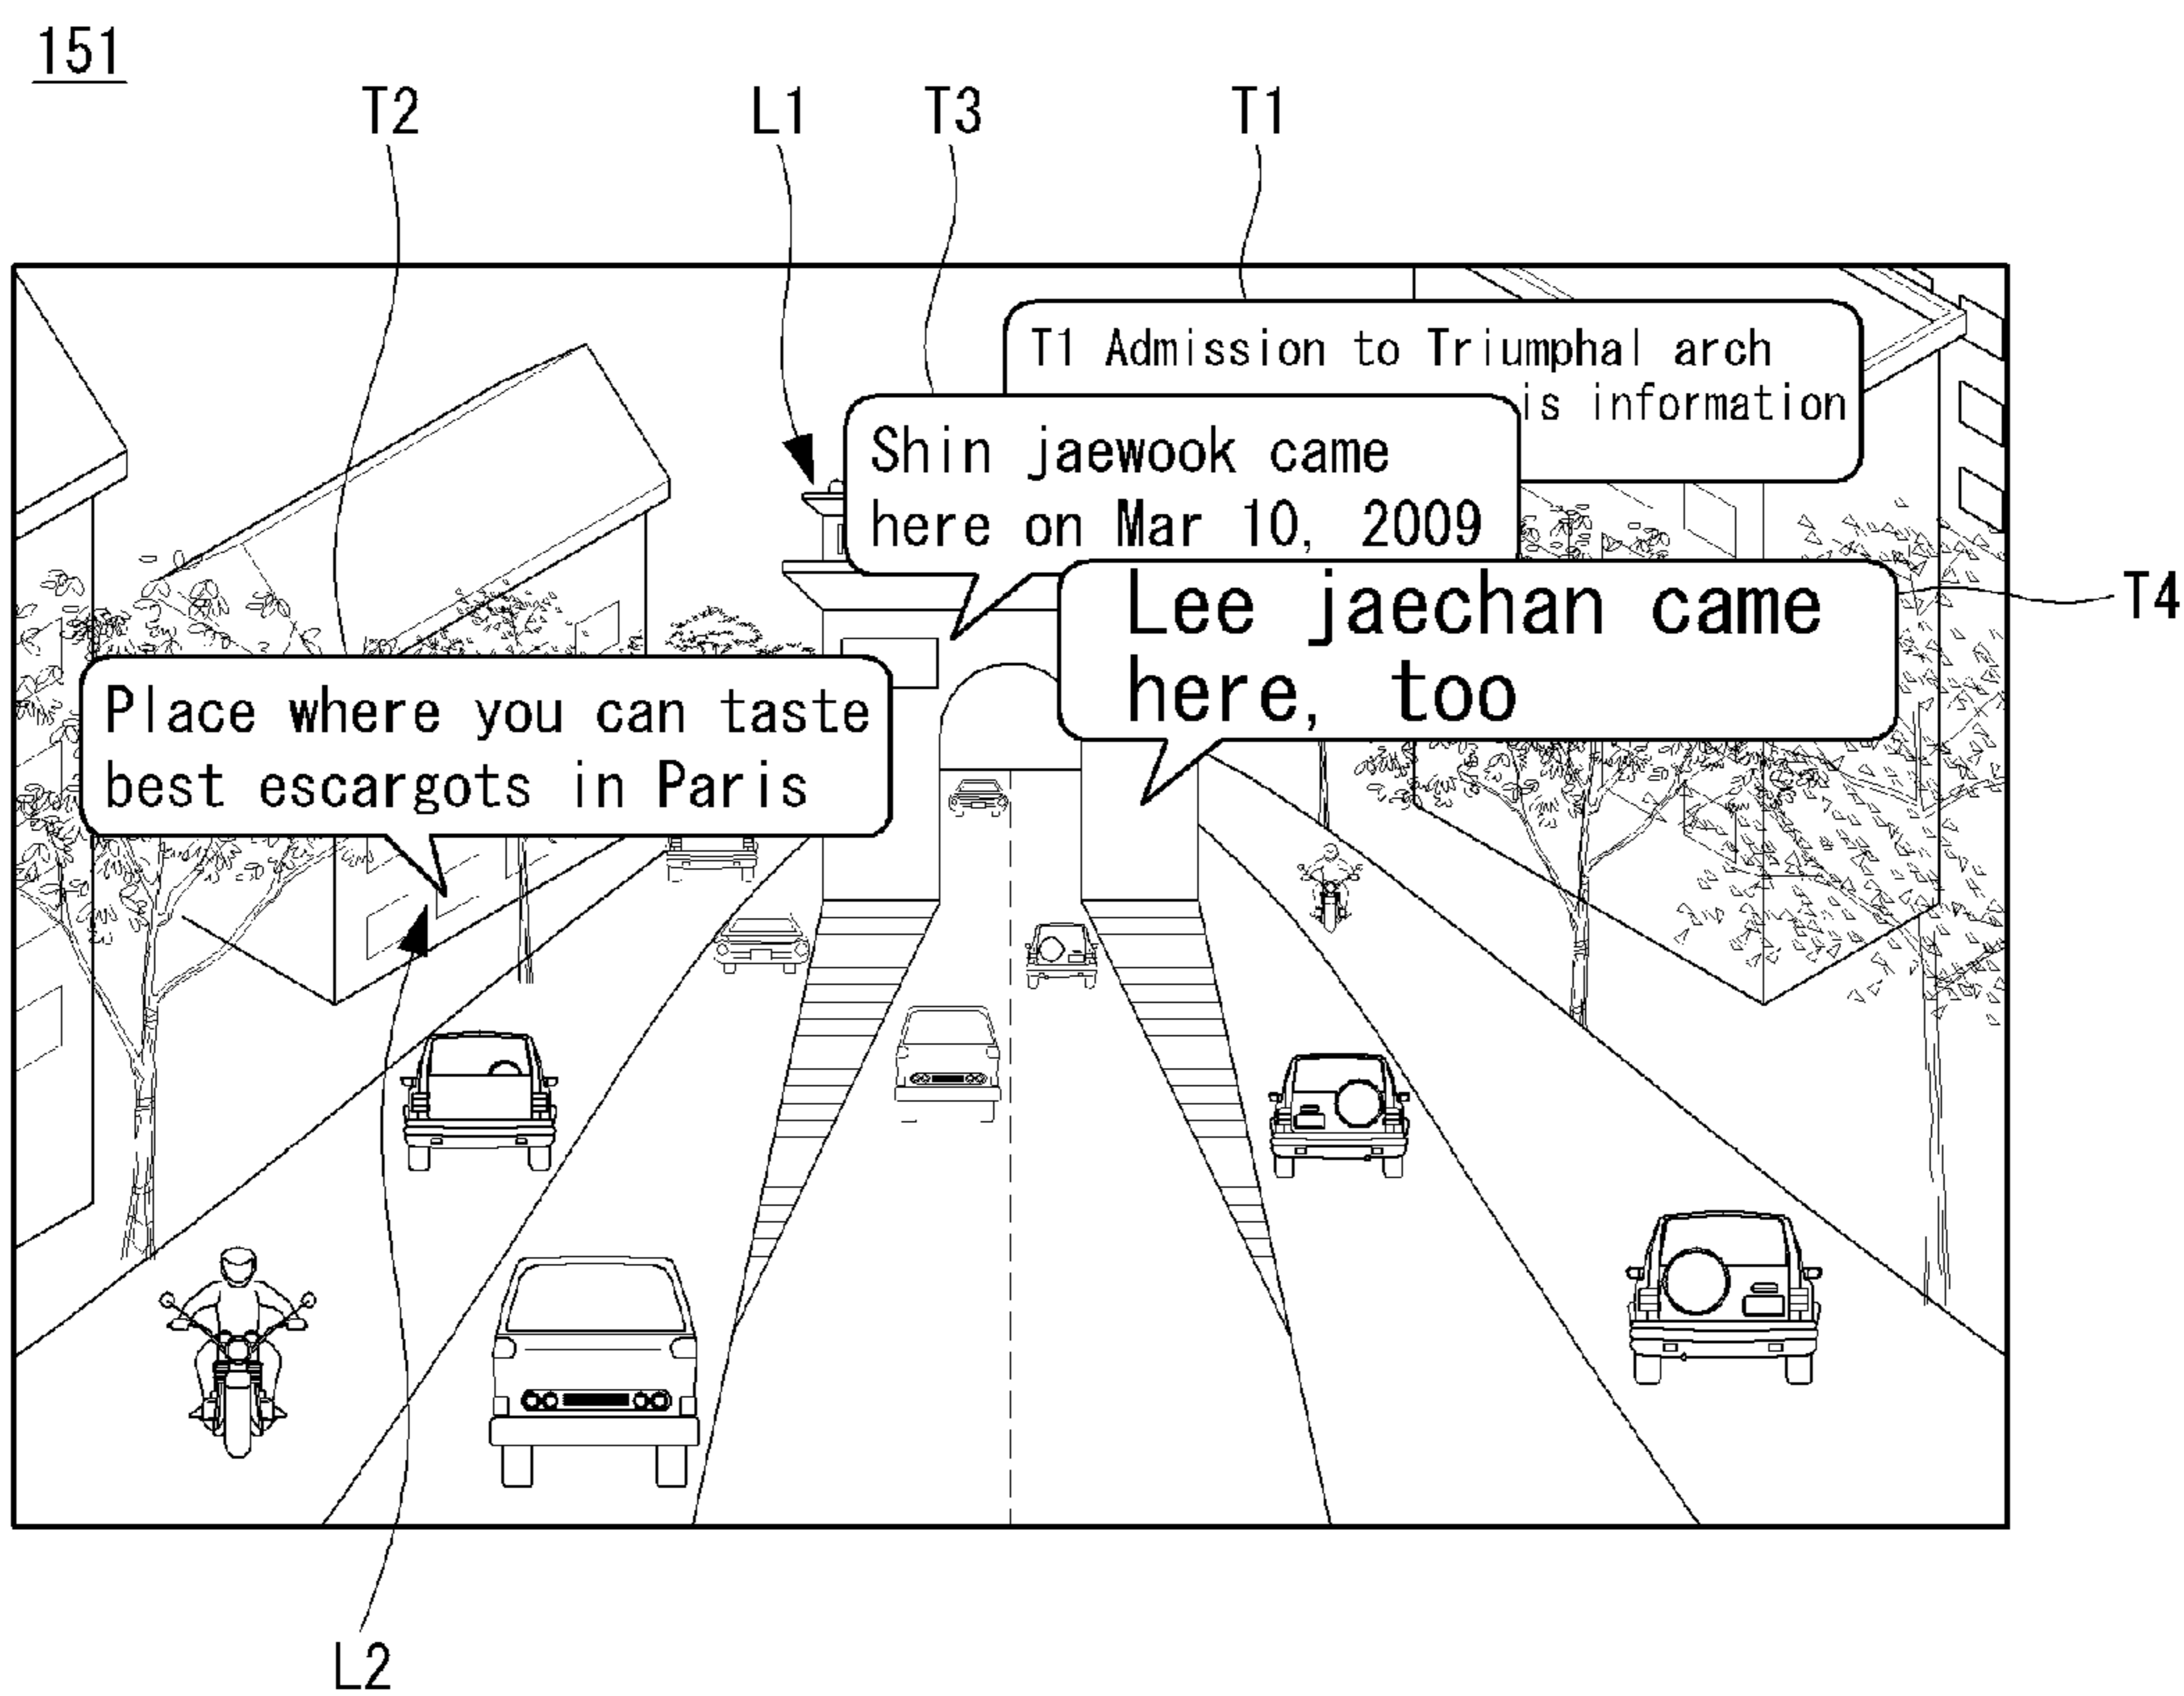 151
T2
L1
T3
T1
T1 Admission to Triumphal arch
is information
Shin jaewook came
here on Mar 10, 2009
Lee jaechan came
here, too
T4
Place where you can taste
best escargots in Paris
L2